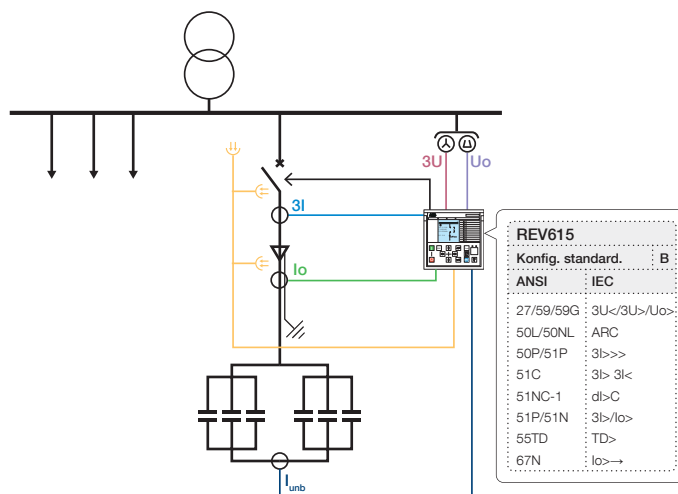 3U
Uo
3I
Io
I unb
REV615
Konfig. standard. B
ANSI IEC
27/59/59G 3U</3U>/Uo>
50L/50NL ARC
50P/51P 3I>>>
51C 3I> 3I<
51NC-1 dI>C
51P/51N 3I>/Io>
55TD TD>
67N Io>→